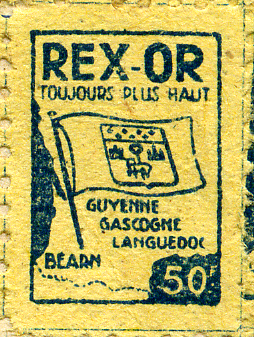 REX-OR
TOUJOURS PLUS HAUT
GUYENNE
GASCOGNE
LANGUEDOC
BEARN
50